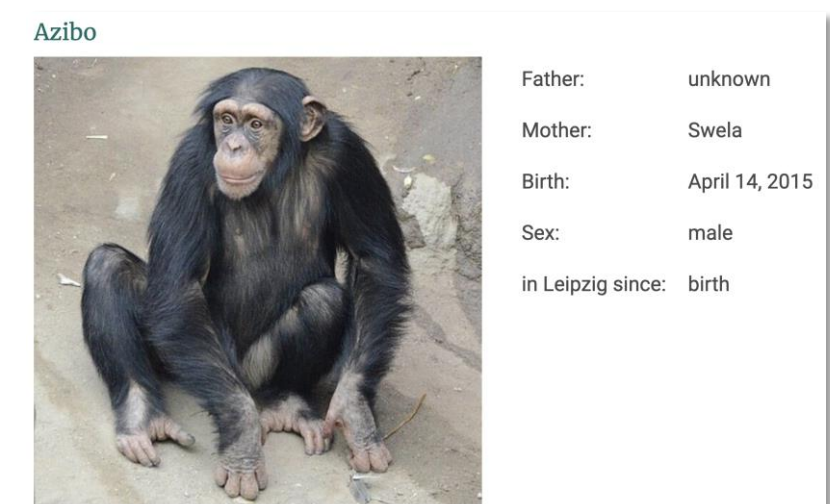 Azibo
Father: unknown
Mother: Swela
Birth: April 14, 2015
Sex: male
in Leipzig since: birth